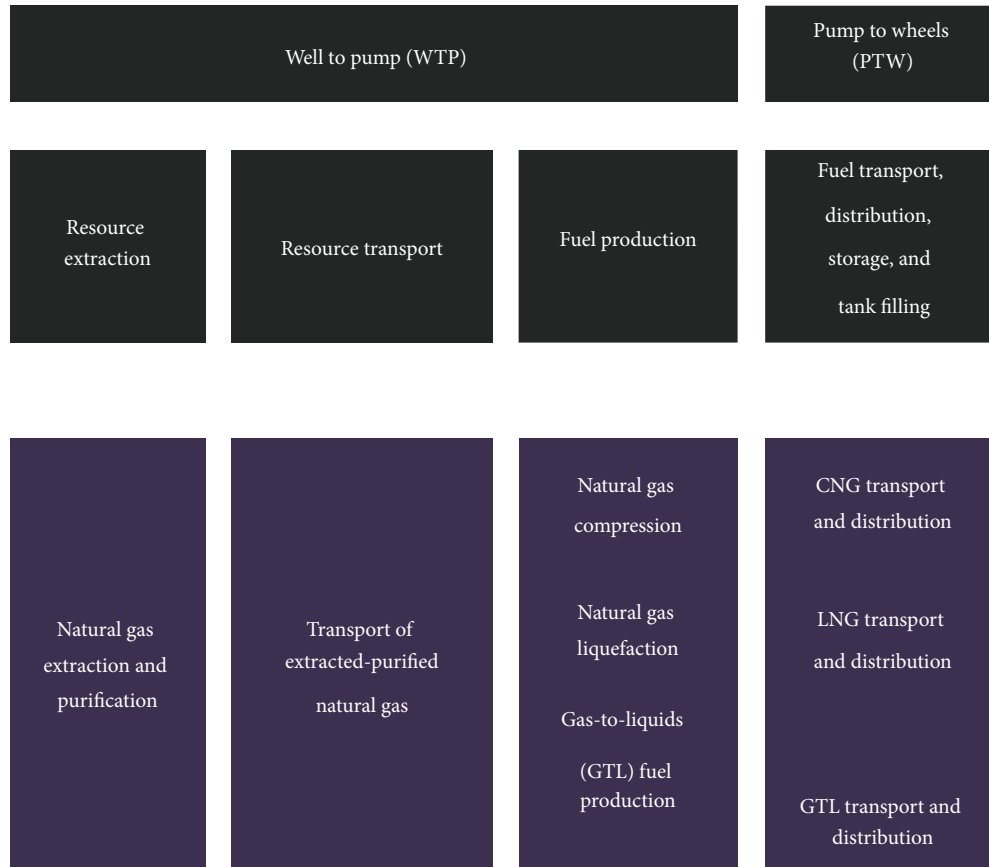 Well to pump (WTP)
Pump to wheels
(PTW)
Resource
extraction
Resource transport
Fuel production
Fuel transport,
distribution,
storage, and
tank filling
Natural gas
extraction and
purification
Transport of
extracted-purified
natural gas
Natural gas
compression
Natural gas
liquefaction
Gas-to-liquids
(GTL) fuel
production
CNG transport
and distribution
LNG transport
and distribution
GTL transport and
distribution